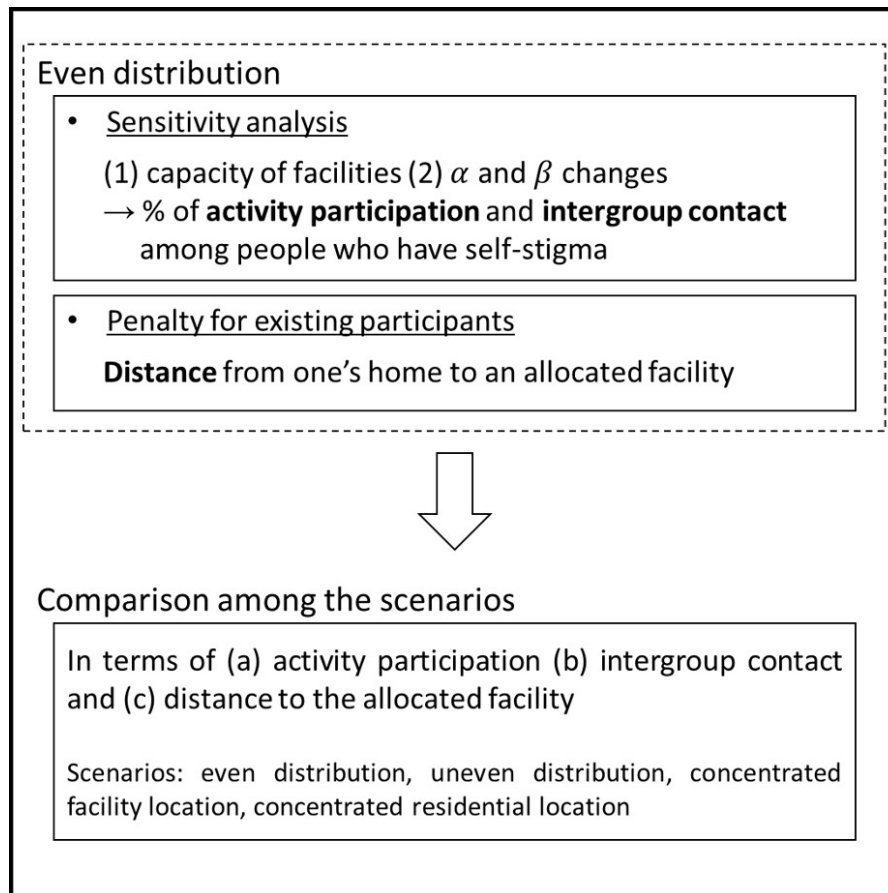 Even distribution
• Sensitivity analysis
(1) capacity of facilities (2) α and β changes
→ % of activity participation and intergroup contact
among people who have self-stigma
• Penalty for existing participants
Distance from one's home to an allocated facility
Comparison among the scenarios
In terms of (a) activity participation (b) intergroup contact
and (c) distance to the allocated facility
Scenarios: even distribution, uneven distribution, concentrated
facility location, concentrated residential location